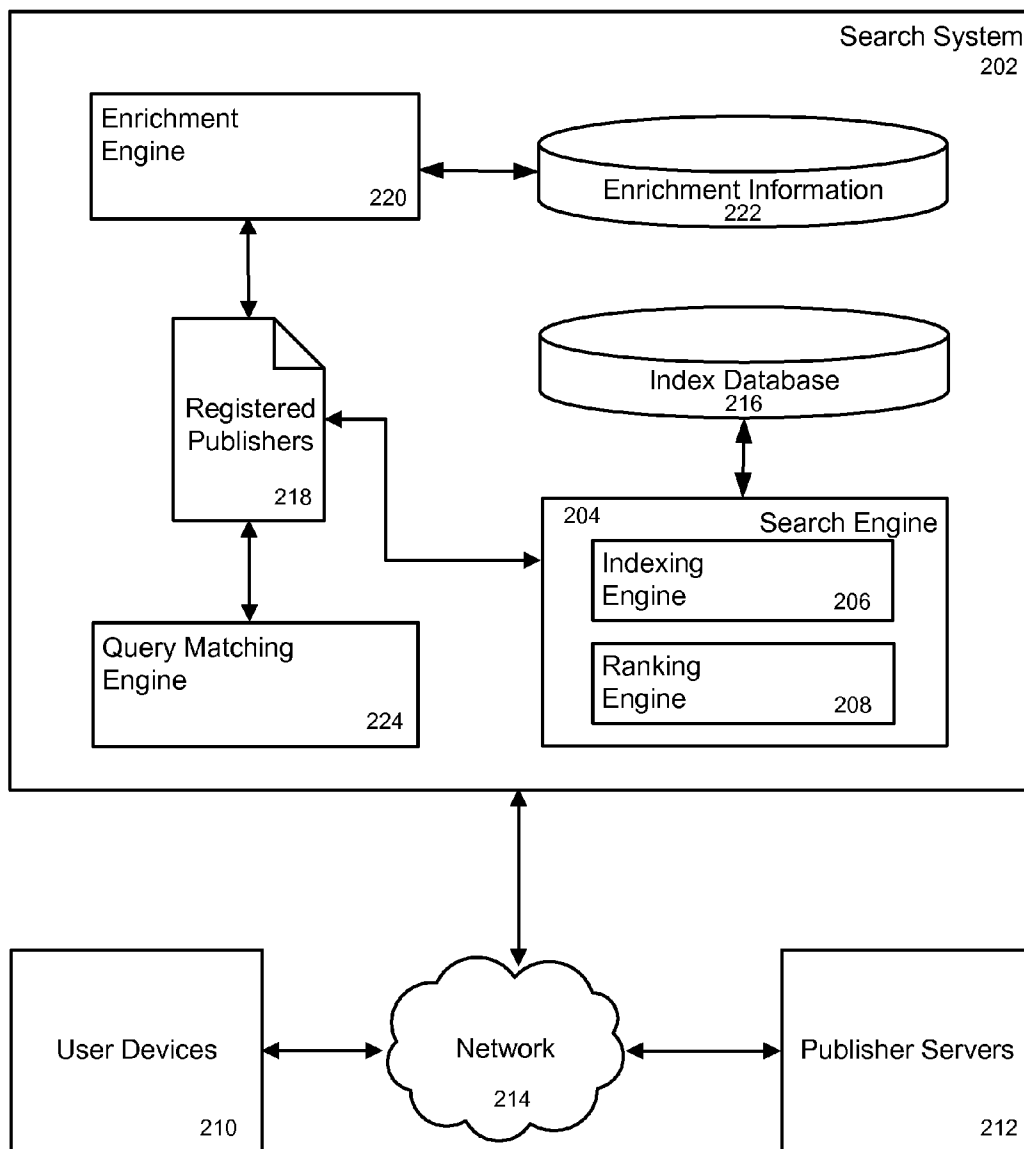 Search System
202
Enrichment
Engine
220
Enrichment Information
222
Registered
Publishers
218
Index Database
216
204
Search Engine
Indexing
Engine
206
Ranking
Engine
208
Query Matching
Engine
224
User Devices
210
Network
214
Publisher Servers
212